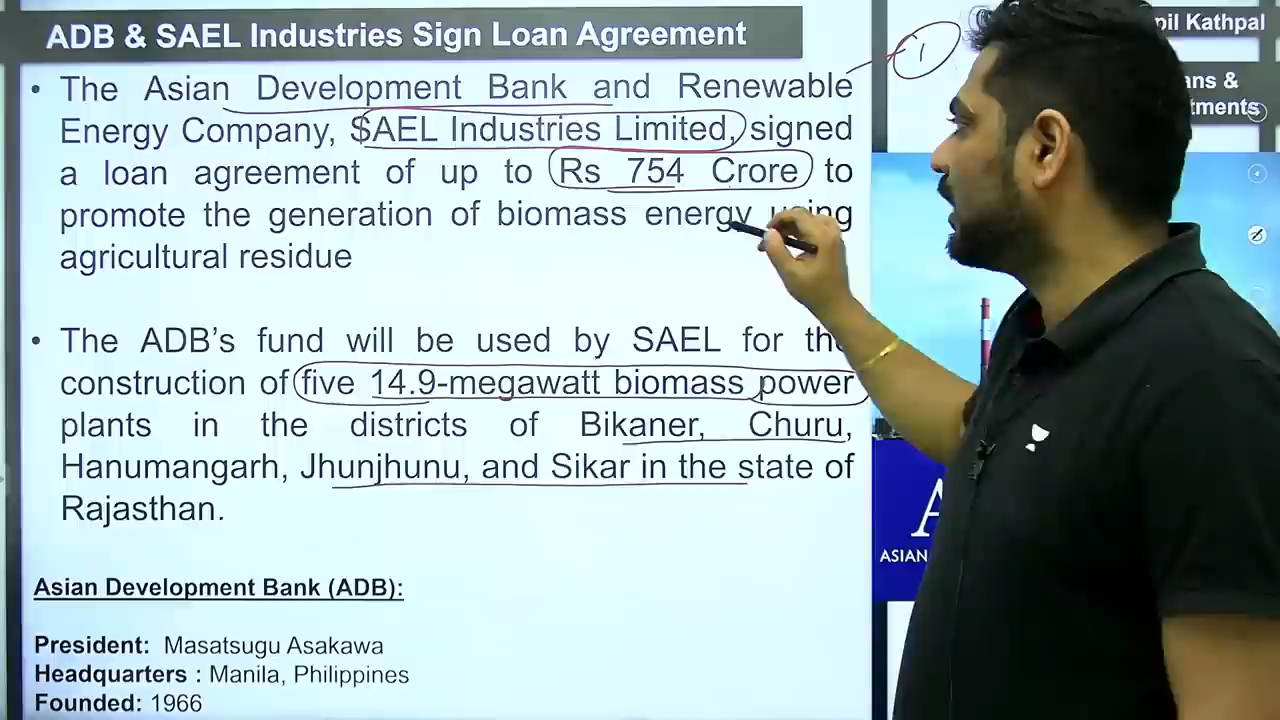 ADB & SAEL Industries Sign Loan Agreement
pil Kathpal
ans &
tments
• The Asian Development Bank and Renewable
Energy Company, SAEL Industries Limited, signed
a loan agreement of up to Rs 754 Crore to
promote the generation of biomass energy using
agricultural residue
• The ADB's fund will be used by SAEL for the
construction of five 14.9-megawatt biomass power
plants in the districts of Bikaner, Churu,
Hanumangarh, Jhunjhunu, and Sikar in the state of
Rajasthan.
Asian Development Bank (ADB):
President: Masatsugu Asakawa
Headquarters : Manila, Philippines
Founded: 1966
1
A
ASIAN